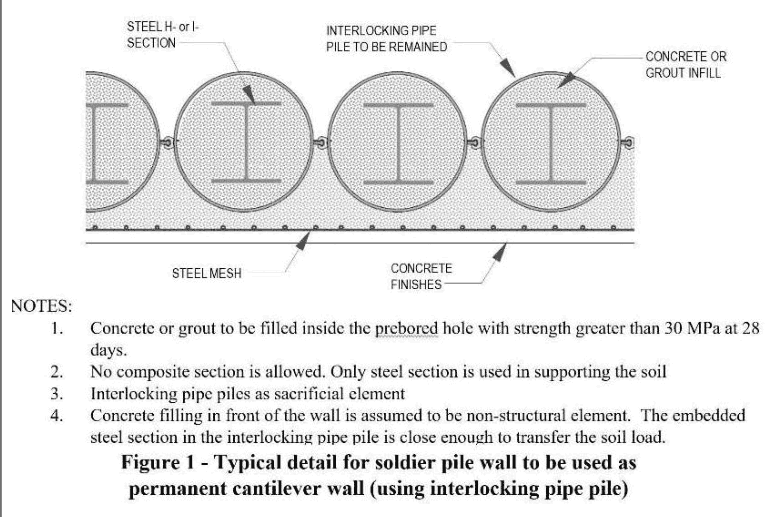 STEEL H- or I-
SECTION
INTERLOCKING PIPE
PILE TO BE REMAINED
CONCRETE OR
GROUT INFILL
STEEL MESH
CONCRETE
FINISHES
NOTES:
1. Concrete or grout to be filled inside the prebored hole with strength greater than 30 MPa at 28
days.
2. No composite section is allowed. Only steel section is used in supporting the soil
3. Interlocking pipe piles as sacrificial element
4. Concrete filling in front of the wall is assumed to be non-structural element. The embedded
steel section in the interlocking pipe pile is close enough to transfer the soil load.
Figure 1 - Typical detail for soldier pile wall to be used as
permanent cantilever wall (using interlocking pipe pile)